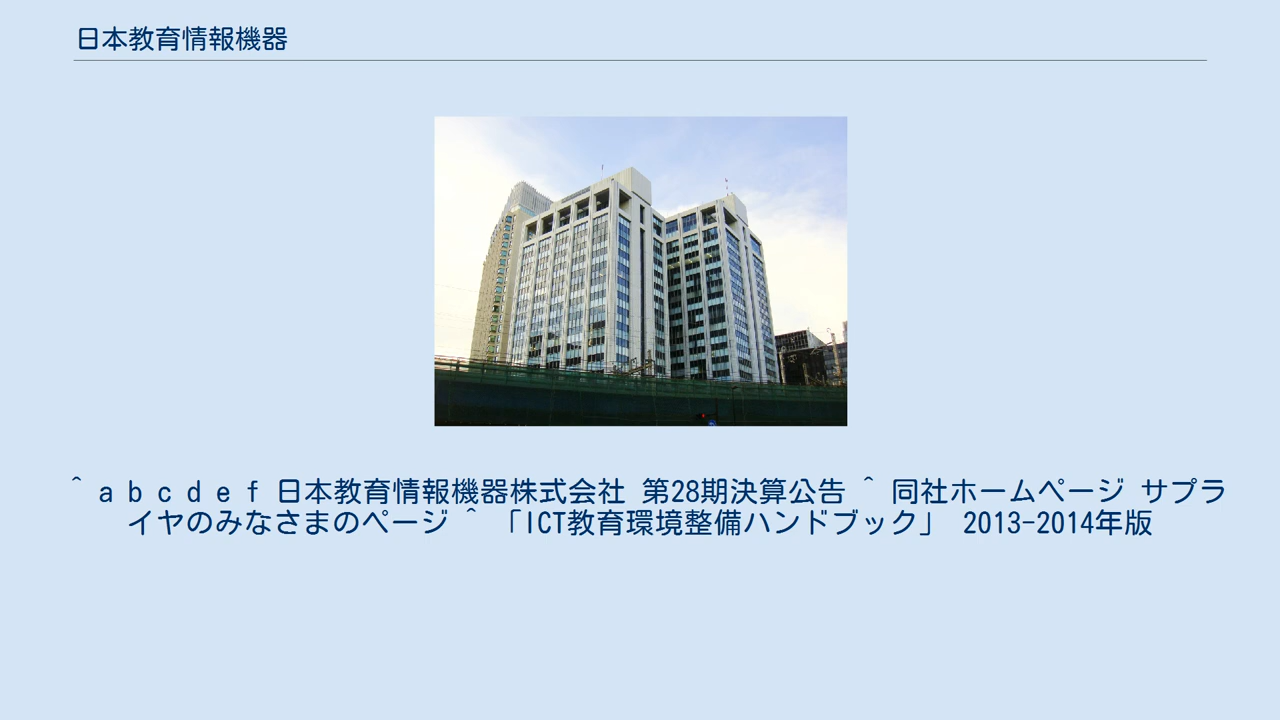 日本教育情報機器
^ a b c d e f 日本教育情報機器株式会社 第28期決算公告 ^ 同社ホームページ サプラ
イヤのみなさまのページ ^ 「ICT教育環境整備ハンドブック」 2013-2014年版